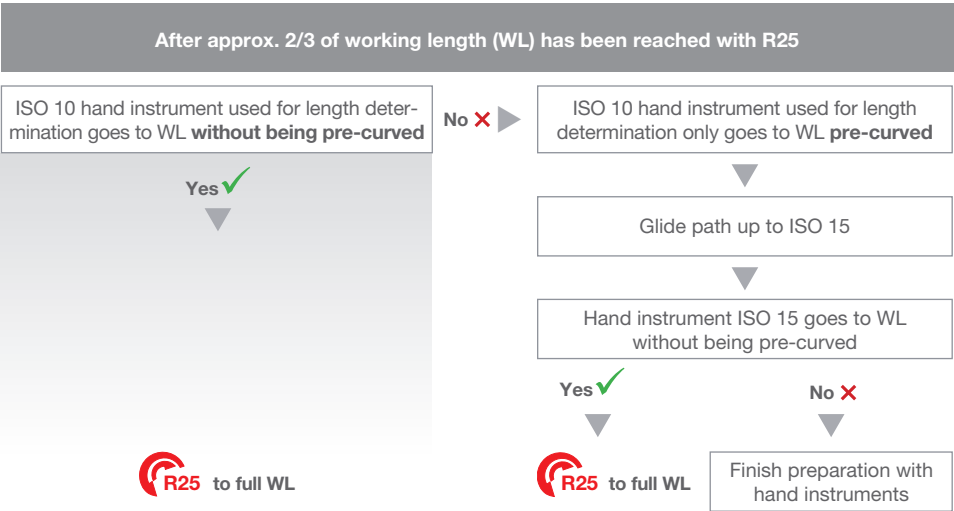 After approx. 2/3 of working length (WL) has been reached with R25
ISO 10 hand instrument used for length deter-
mination goes to WL without being pre-curved
No
ISO 10 hand instrument used for length
determination only goes to WL pre-curved
Yes
Glide path up to ISO 15
Hand instrument ISO 15 goes to WL
without being pre-curved
Yes
No
R25 to full WL
R25 to full WL
Finish preparation with
hand instruments